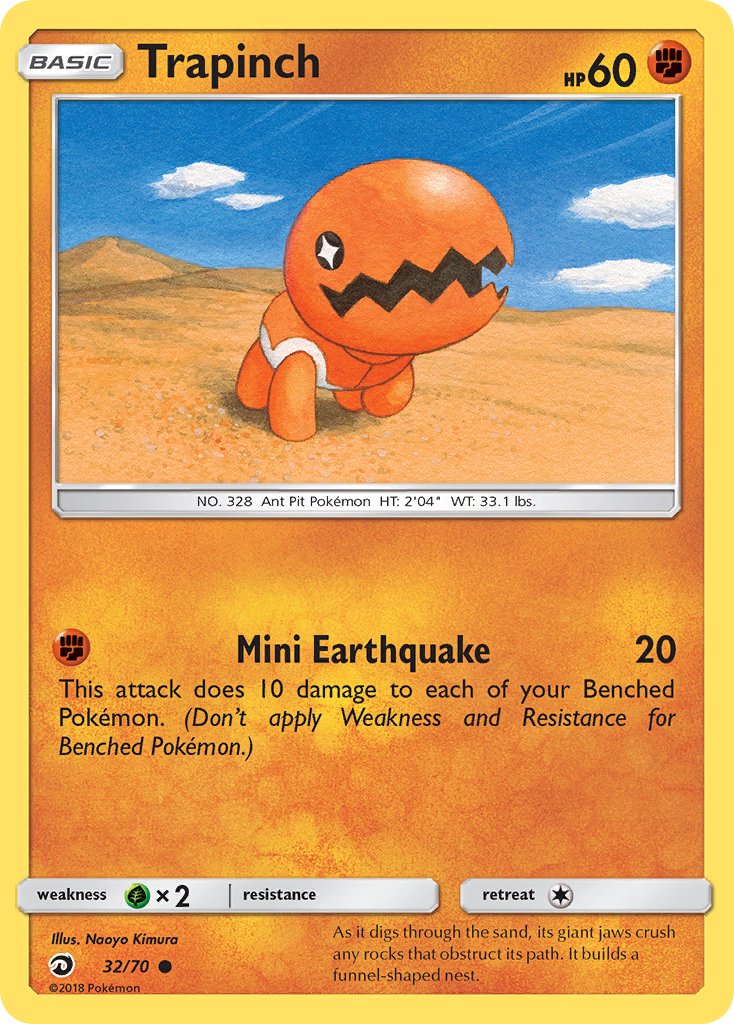 BASIC Trapinch HP60
NO. 328 Ant Pit Pokémon HT: 2'04" WT: 33.1 lbs.
Mini Earthquake 20
This attack does 10 damage to each of your Benched
Pokémon. (Don't apply Weakness and Resistance for
Benched Pokémon.)
weakness ×2 resistance retreat
Illus. Naoyo Kimura
32/70
©2018 Pokémon
As it digs through the sand, its giant jaws crush
any rocks that obstruct its path. It builds a
funnel-shaped nest.